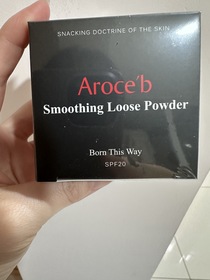 SNACKING DOCTRINE OF THE SKIN
Aroce'b
Smoothing Loose Powder
Born This Way
SPF20